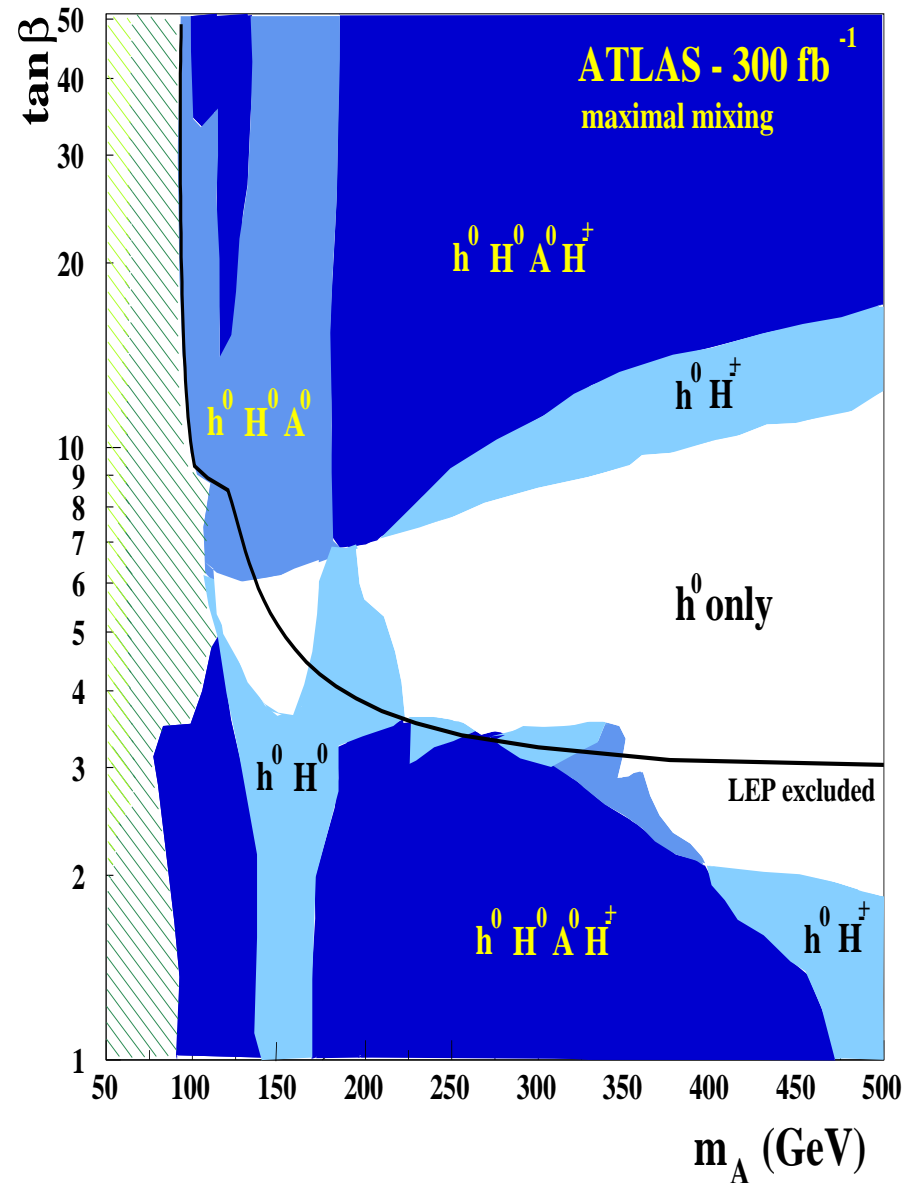 tan β
50
40
30
20
10
9
8
7
6
5
4
3
2
1
ATLAS - 300 fb⁻¹
maximal mixing
h⁰ H⁰ A⁰ H±
h⁰ H±
h⁰ H⁰ A⁰
h⁰ only
h⁰ H⁰
LEP excluded
h⁰ H⁰ A⁰ H±
h⁰ H±
50 100 150 200 250 300 350 400 450 500
m_A (GeV)